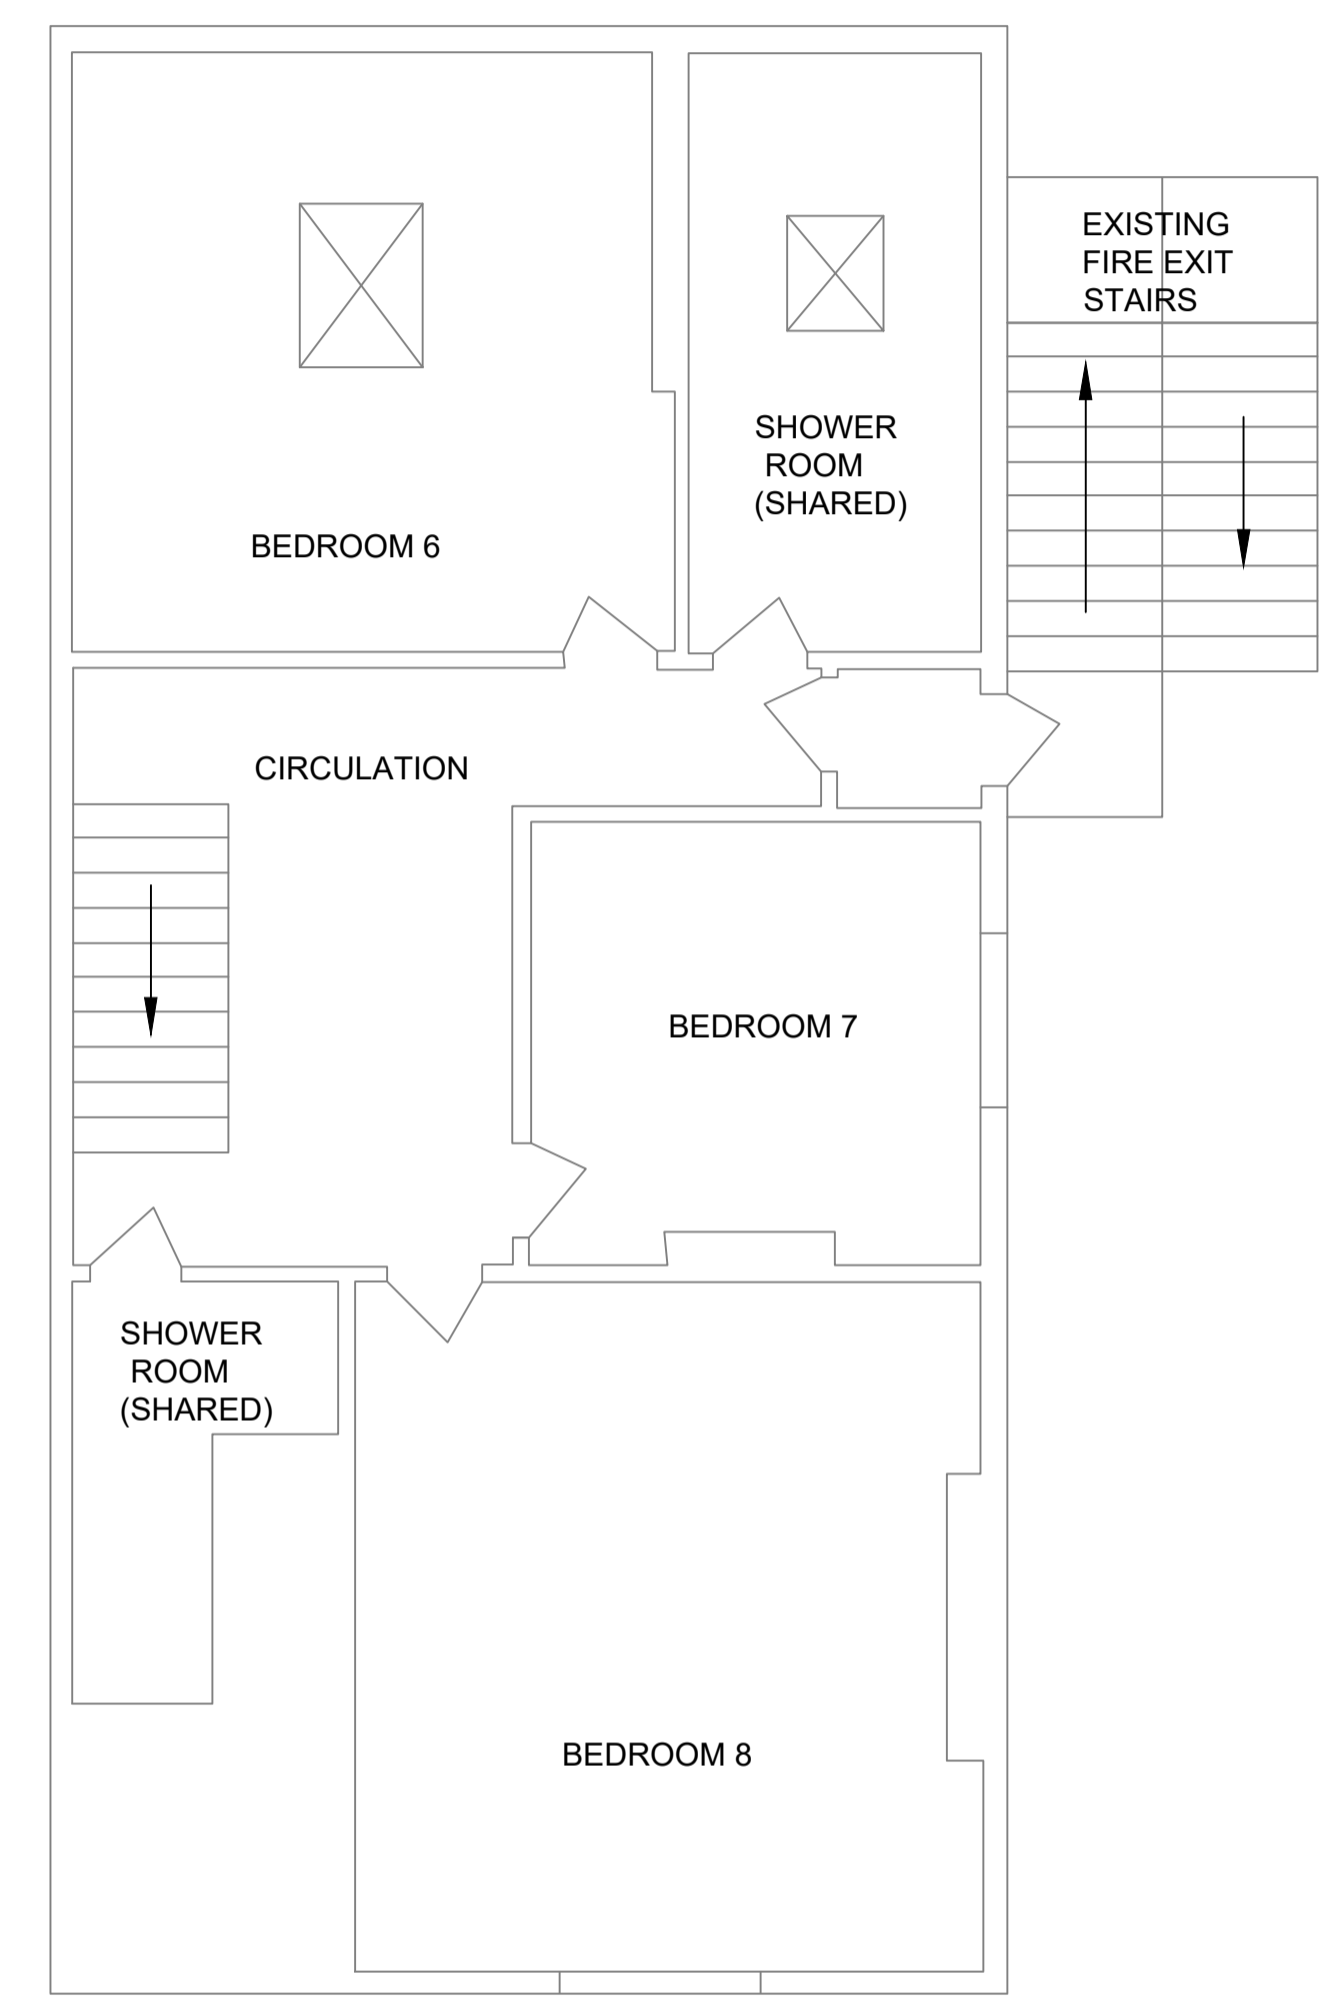 EXISTING
FIRE EXIT
STAIRS
SHOWER
ROOM
(SHARED)
BEDROOM 6
CIRCULATION
BEDROOM 7
SHOWER
ROOM
(SHARED)
BEDROOM 8